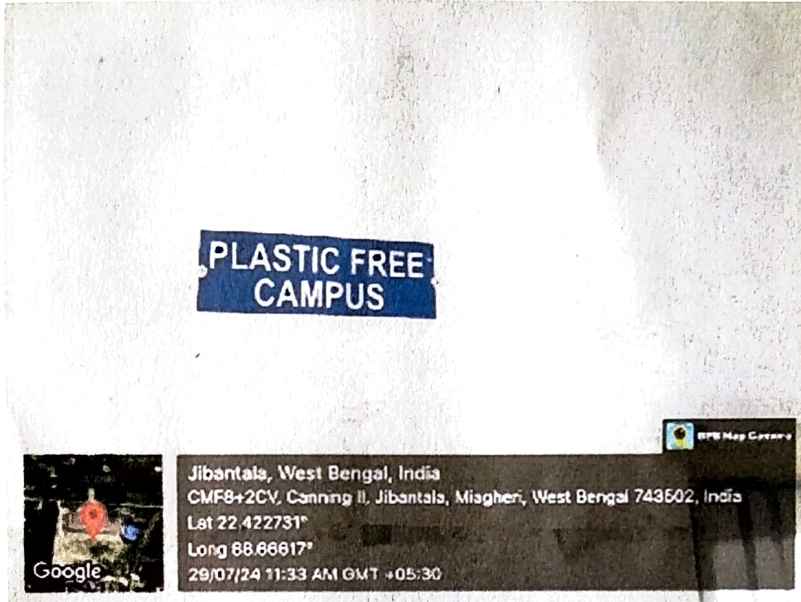 PLASTIC FREE
CAMPUS
GPS Map Camera
Jibantala, West Bengal, India
CMF8+2CV, Canning II, Jibantala, Miagheri, West Bengal 743502, India
Lat 22.422731°
Long 88.66617°
29/07/24 11:33 AM GMT +05:30
Google